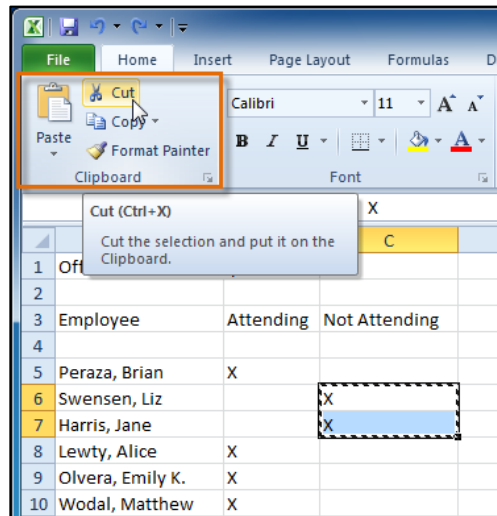 File Home Insert Page Layout Formulas D
Cut
Calibri 11 A A
Copy
Paste
B I U A
Format Painter
Clipboard Font
Cut (Ctrl+X)
X
Cut the selection and put it on the
Clipboard.
C
1 Of
2
3 Employee Attending Not Attending
4
5 Peraza, Brian X
6 Swensen, Liz X
7 Harris, Jane X
8 Lewty, Alice X
9 Olvera, Emily K. X
10 Wodal, Matthew X